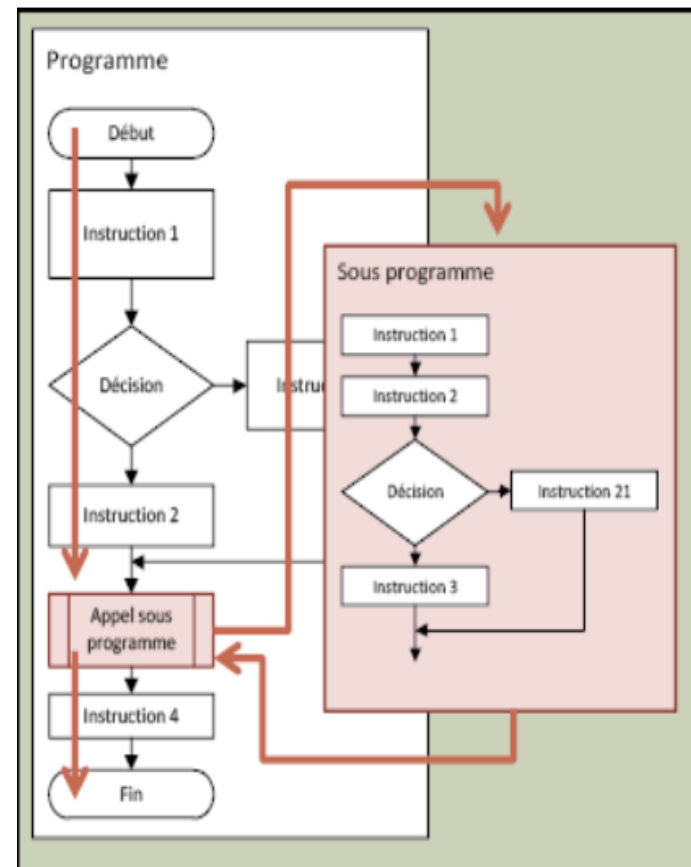 Programme
Début
Instruction 1
Décision
Instruction 2
Appel sous
programme
Instruction 4
Fin
Sous programme
Instruction 1
Instruction 2
Décision
Instruction 21
Instruction 3